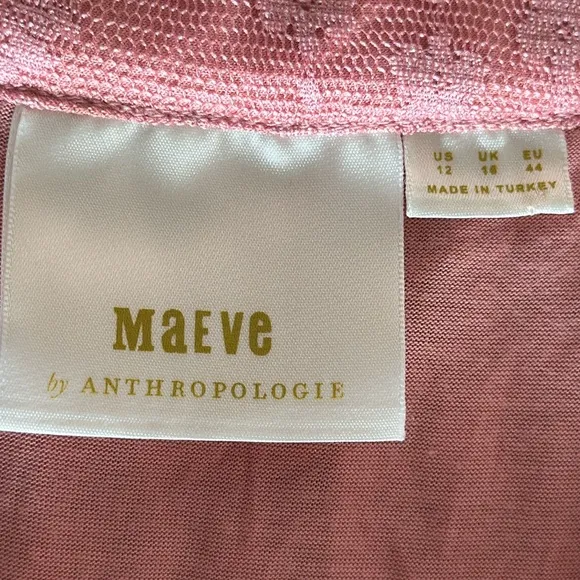 MaEve
by ANTHROPOLOGIE
US UK EU
12 16 44
MADE IN TURKEY